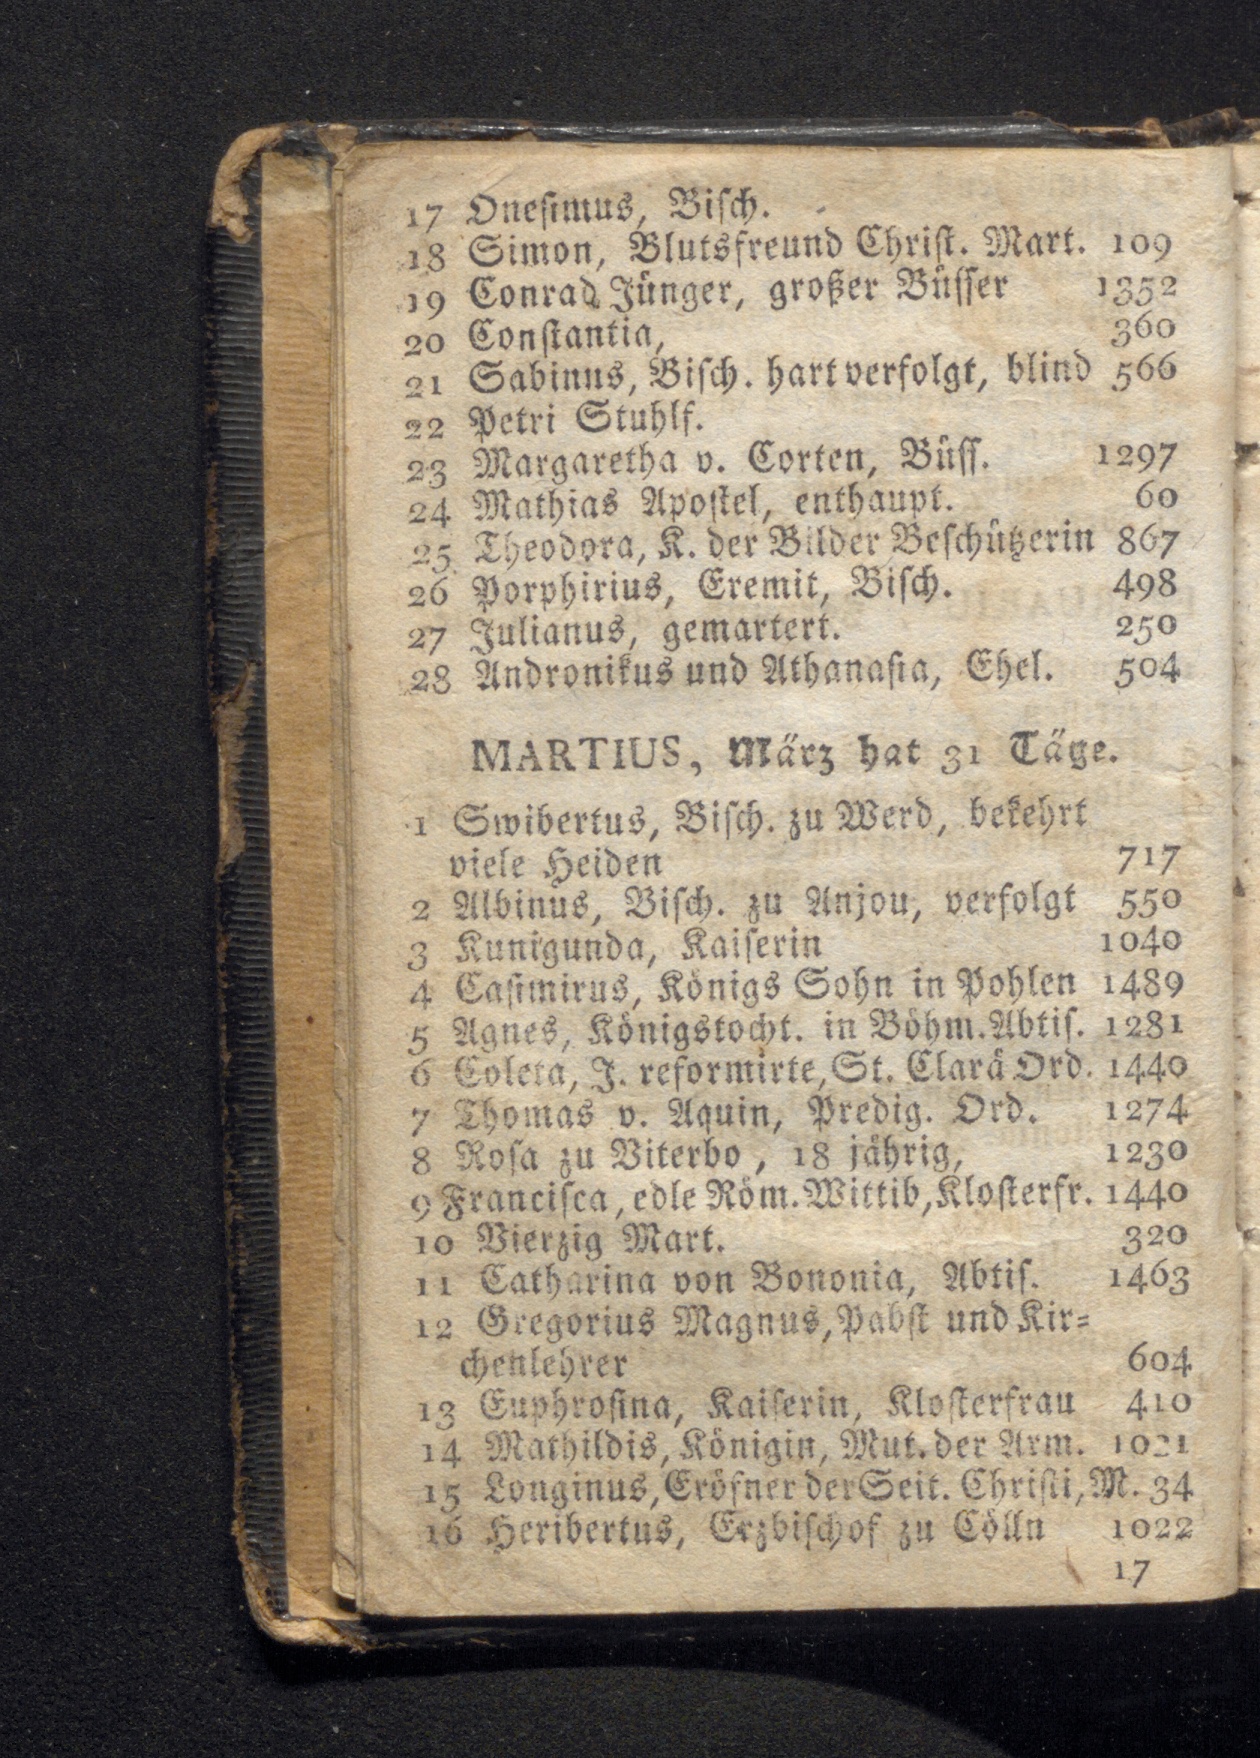 17 Oneſimus, Biſch.
18 Simon, Blutsfreund Chriſt. Mart. 109
19 Conrad Jünger, großer Büſſer 1352
20 Conſtantia, 360
21 Sabinus, Biſch. hart verfolgt, blind 566
22 Petri Stuhlf.
23 Margaretha v. Corten, Büſſ. 1297
24 Mathias Apoſtel, enthaupt. 60
25 Theodora, K. der Bilder Beſchützerin 867
26 Porphirius, Eremit, Biſch. 498
27 Julianus, gemartert. 250
28 Andronikus und Athanaſia, Ehel. 504
MARTIUS, März hat 31 Täge.
1 Swibertus, Biſch. zu Werd, bekehrt
viele Heiden 717
2 Albinus, Biſch. zu Anjou, verfolgt 550
3 Kunigunda, Kaiſerin 1040
4 Caſimirus, Königs Sohn in Pohlen 1489
5 Agnes, Königstocht. in Böhm. Abtiſ. 1281
6 Coleta, J. reformirte, St. Clarä Ord. 1440
7 Thomas v. Aquin, Predig. Ord. 1274
8 Roſa zu Viterbo, 18 jährig, 1230
9 Franciſca, edle Röm. Wittib, Kloſterfr. 1440
10 Vierzig Mart. 320
11 Catharina von Bononia, Abtiſ. 1463
12 Gregorius Magnus, Pabſt und Kir⸗
chenlehrer 604
13 Euphroſina, Kaiſerin, Kloſterfrau 410
14 Mathildis, Königin, Mut. der Arm. 1021
15 Longinus, Eröfner der Seit. Chriſti, M. 34
16 Heribertus, Erzbiſchof zu Cölln 1022
17